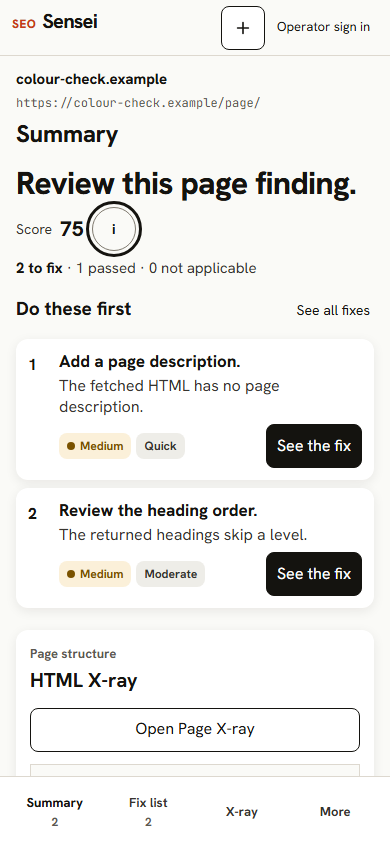 SEO Sensei
+
Operator sign in
colour-check.example
https://colour-check.example/page/
Summary
Review this page finding.
Score 75 i
2 to fix · 1 passed · 0 not applicable
Do these first
See all fixes
1
Add a page description.
The fetched HTML has no page
description.
Medium
Quick
See the fix
2
Review the heading order.
The returned headings skip a level.
Medium
Moderate
See the fix
Page structure
HTML X-ray
Open Page X-ray
Summary
2
Fix list
2
X-ray
More